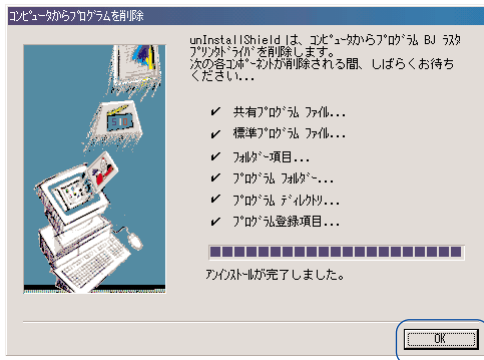 ｺﾝﾋﾟｭｰﾀからﾌﾟﾛｸﾞﾗﾑを削除
unInstallShield は、ｺﾝﾋﾟｭｰﾀからﾌﾟﾛｸﾞﾗﾑ BJ ﾗｽﾀ
ﾌﾟﾘﾝﾀﾄﾞﾗｲﾊﾞを削除します。
次の各ｺﾝﾎﾟｰﾈﾝﾄが削除される間、しばらくお待ち
ください...
✔ 共有ﾌﾟﾛｸﾞﾗﾑ ﾌｧｲﾙ...
✔ 標準ﾌﾟﾛｸﾞﾗﾑ ﾌｧｲﾙ...
✔ ﾌｫﾙﾀﾞｰ項目...
✔ ﾌﾟﾛｸﾞﾗﾑ ﾌｫﾙﾀﾞｰ...
✔ ﾌﾟﾛｸﾞﾗﾑ ﾃﾞｨﾚｸﾄﾘ...
✔ ﾌﾟﾛｸﾞﾗﾑ登録項目...
ｱﾝｲﾝｽﾄｰﾙが完了しました。
OK